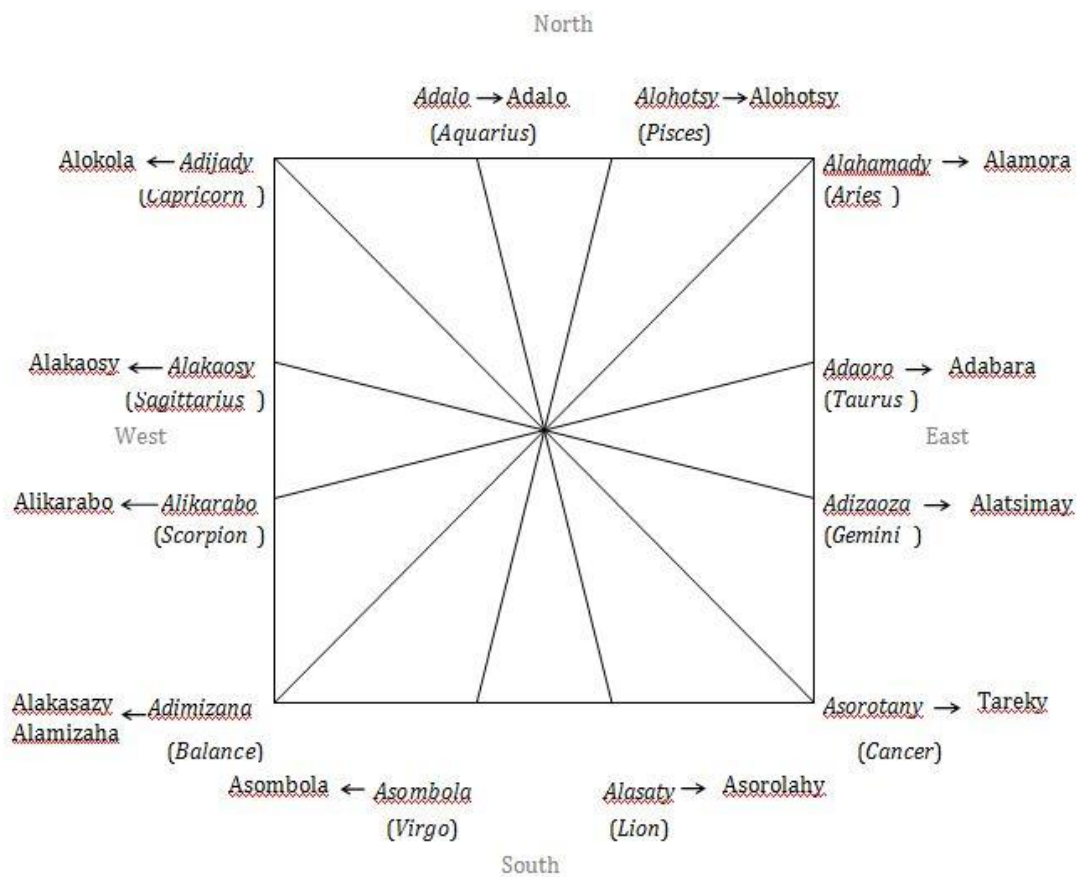 North
Adalo → Adalo
(Aquarius)
Alohotsy → Alohotsy
(Pisces)
Alokola ← Adijady
(Capricorn )
Alahamady → Alamora
(Aries )
Alakaosy ← Alakaosy
(Sagittarius )
Adaoro → Adabara
(Taurus )
West
East
Alikarabo ← Alikarabo
(Scorpion )
Adizaoza → Alatsimay
(Gemini )
Alakasazy
Alamizaha
← Adimizana
(Balance)
Asorotany → Tareky
(Cancer)
Asombola ← Asombola
(Virgo)
Alasaty → Asorolahy
(Lion)
South